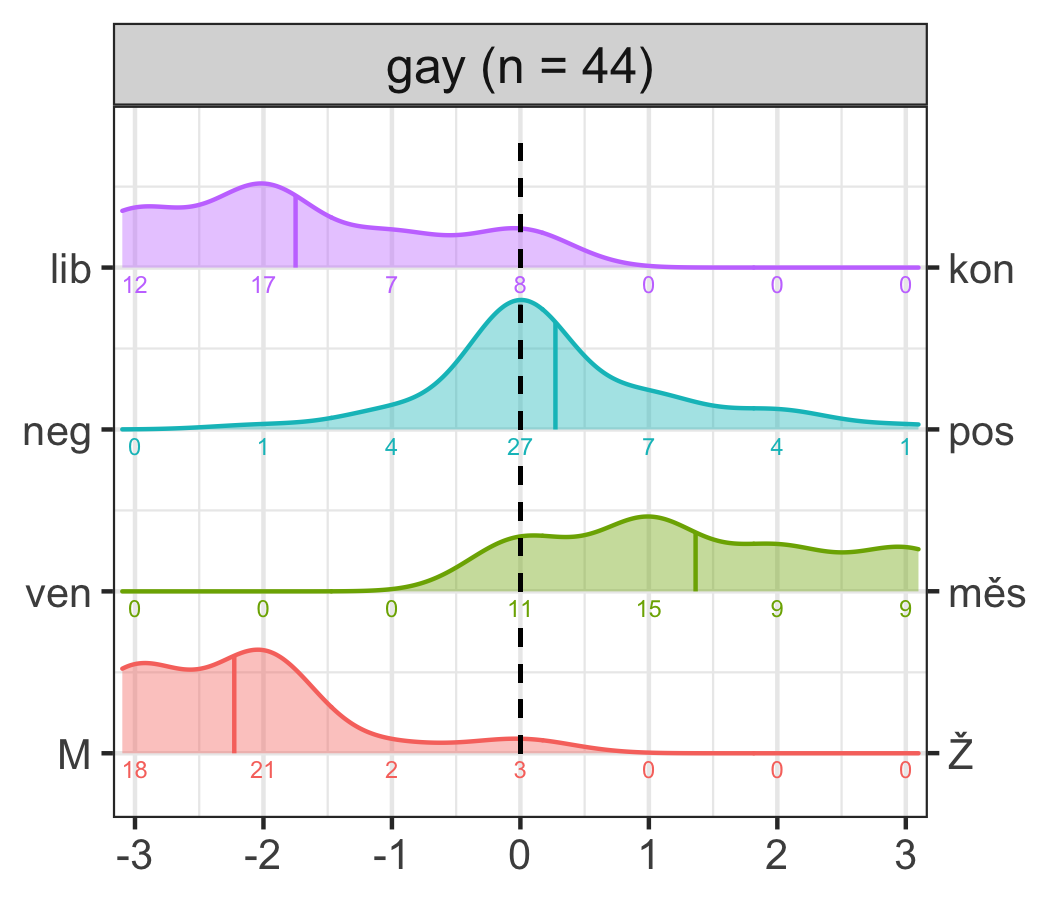 gay (n = 44)
lib kon
12 17 7 8 0 0 0
neg pos
0 1 4 27 7 4 1
ven měs
0 0 0 11 15 9 9
M Ž
18 21 2 3 0 0 0
-3 -2 -1 0 1 2 3